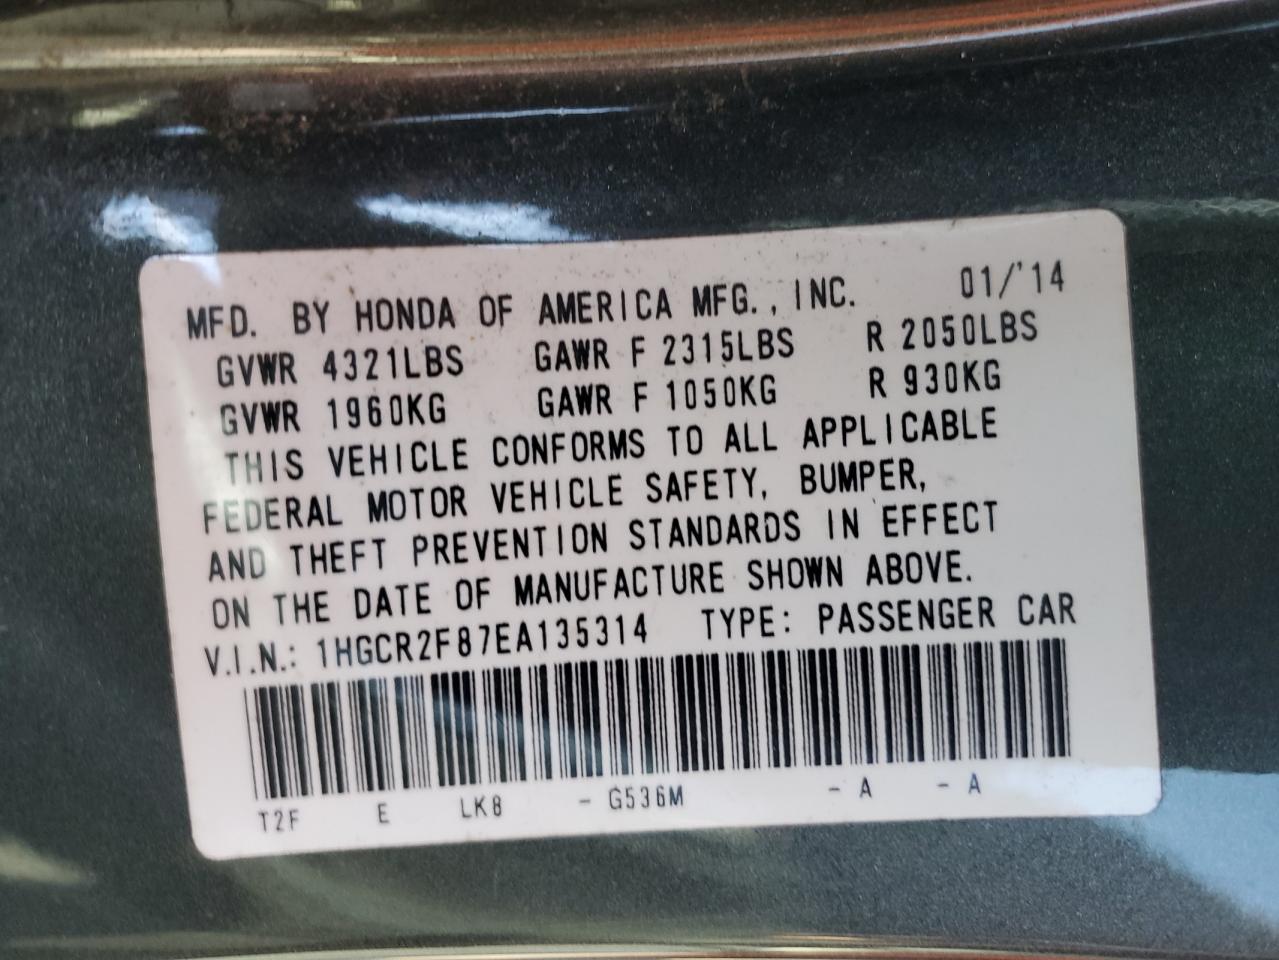 MFD. BY HONDA OF AMERICA MFG., INC. 01/'14
GVWR 4321LBS GAWR F 2315LBS R 2050LBS
GVWR 1960KG GAWR F 1050KG R 930KG
THIS VEHICLE CONFORMS TO ALL APPLICABLE
FEDERAL MOTOR VEHICLE SAFETY, BUMPER,
AND THEFT PREVENTION STANDARDS IN EFFECT
ON THE DATE OF MANUFACTURE SHOWN ABOVE.
V.I.N.: 1HGCR2F87EA135314 TYPE: PASSENGER CAR
T2F E LK8 - G536M - A - A